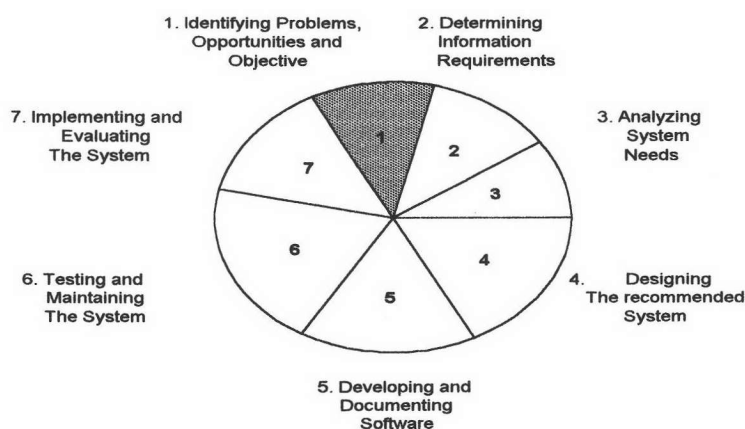 1. Identifying Problems,
Opportunities and
Objective
2. Determining
Information
Requirements
7. Implementing and
Evaluating
The System
3. Analyzing
System
Needs
1
2
7
3
6
4
5
6. Testing and
Maintaining
The System
4. Designing
The recommended
System
5. Developing and
Documenting
Software